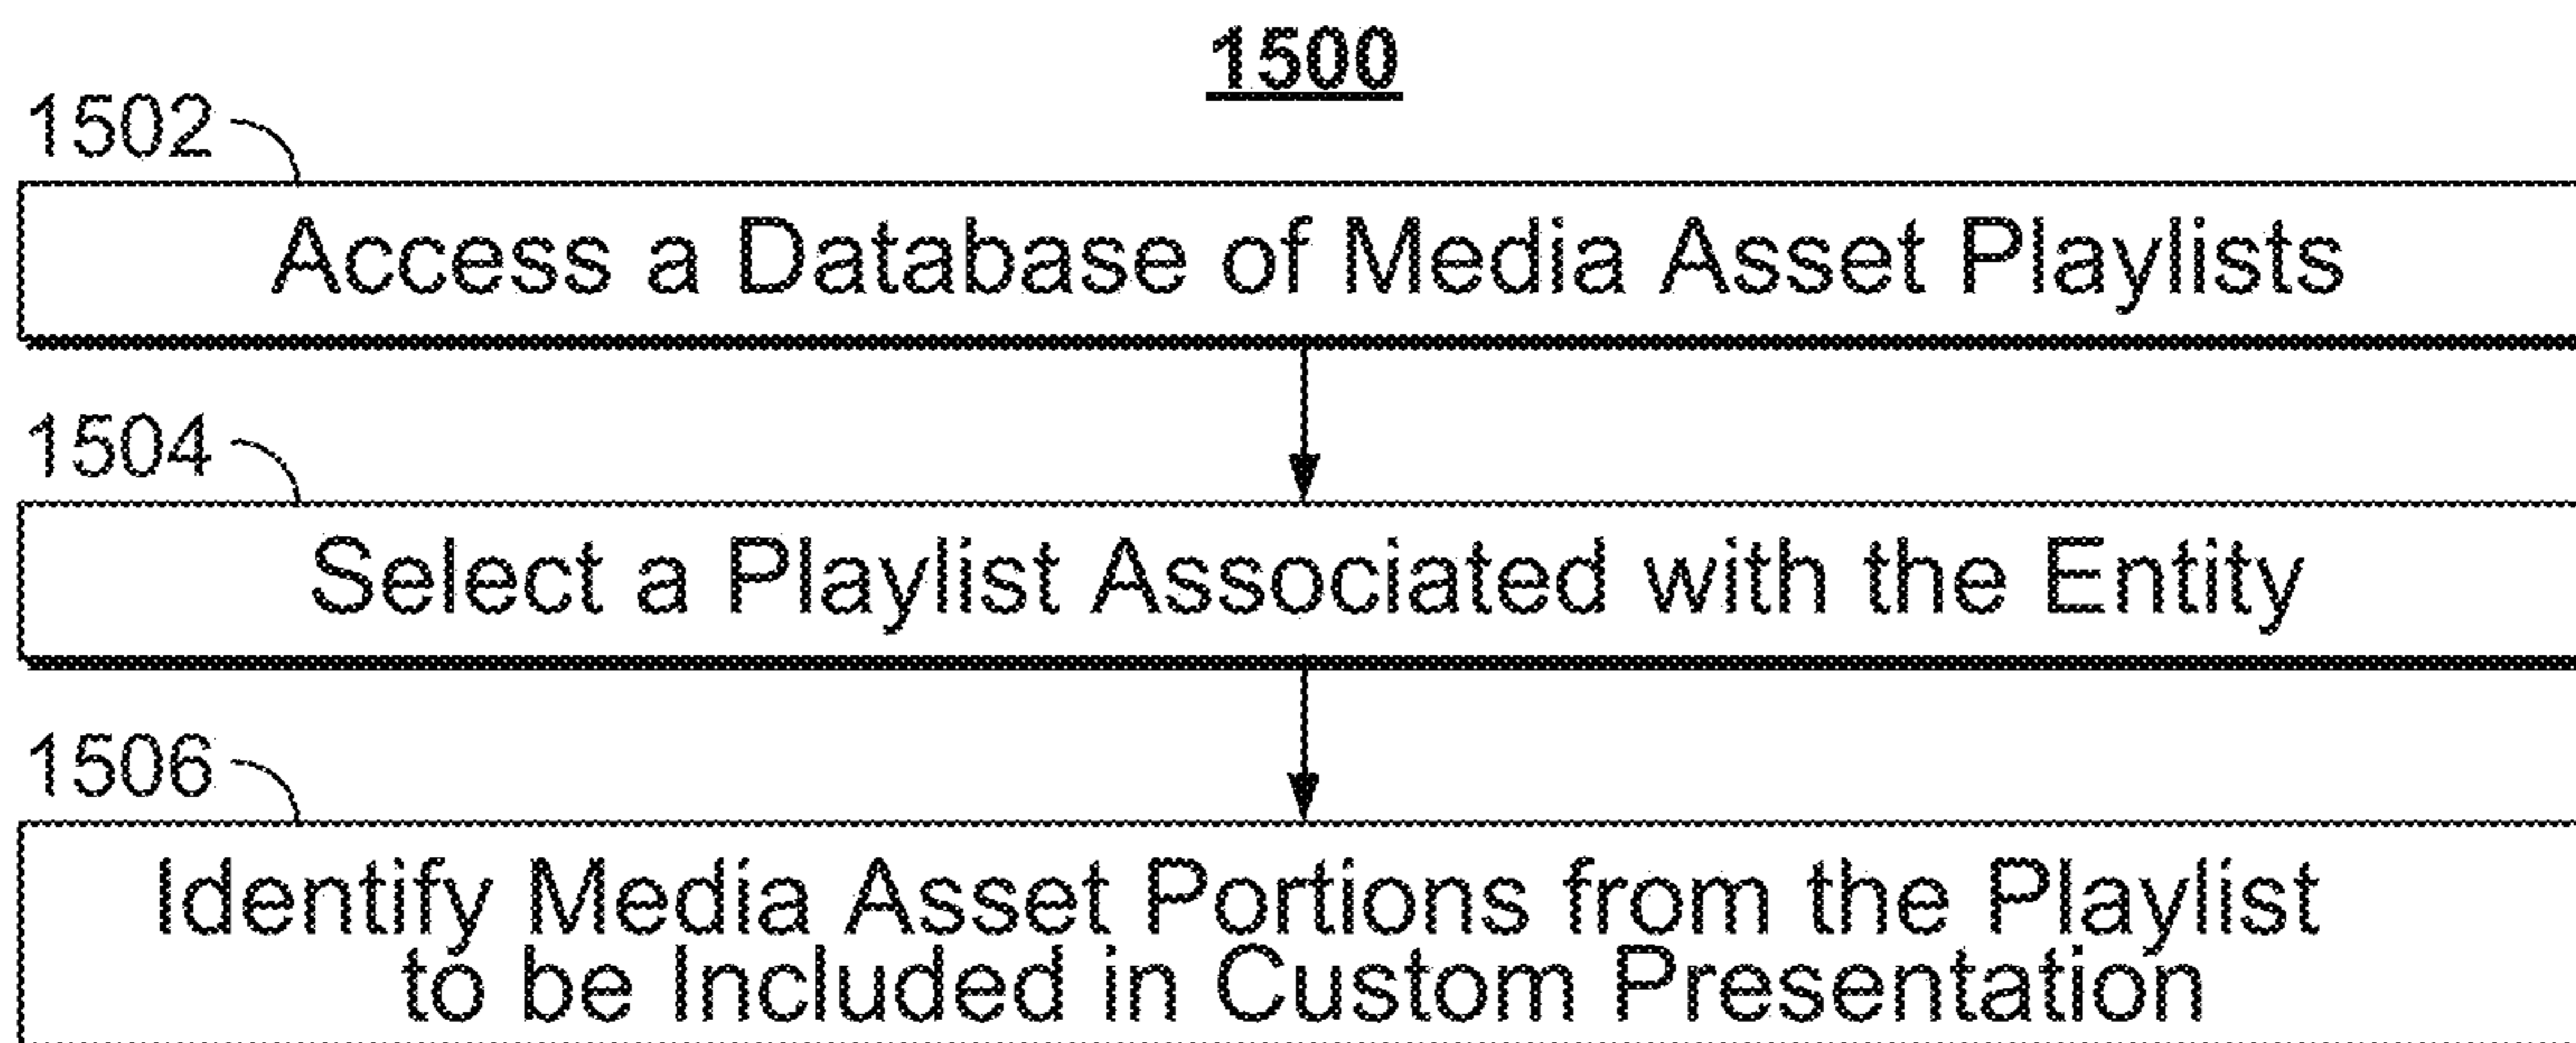 1500
1502
Access a Database of Media Asset Playlists
1504
Select a Playlist Associated with the Entity
1506
Identify Media Asset Portions from the Playlist
to be Included in Custom Presentation